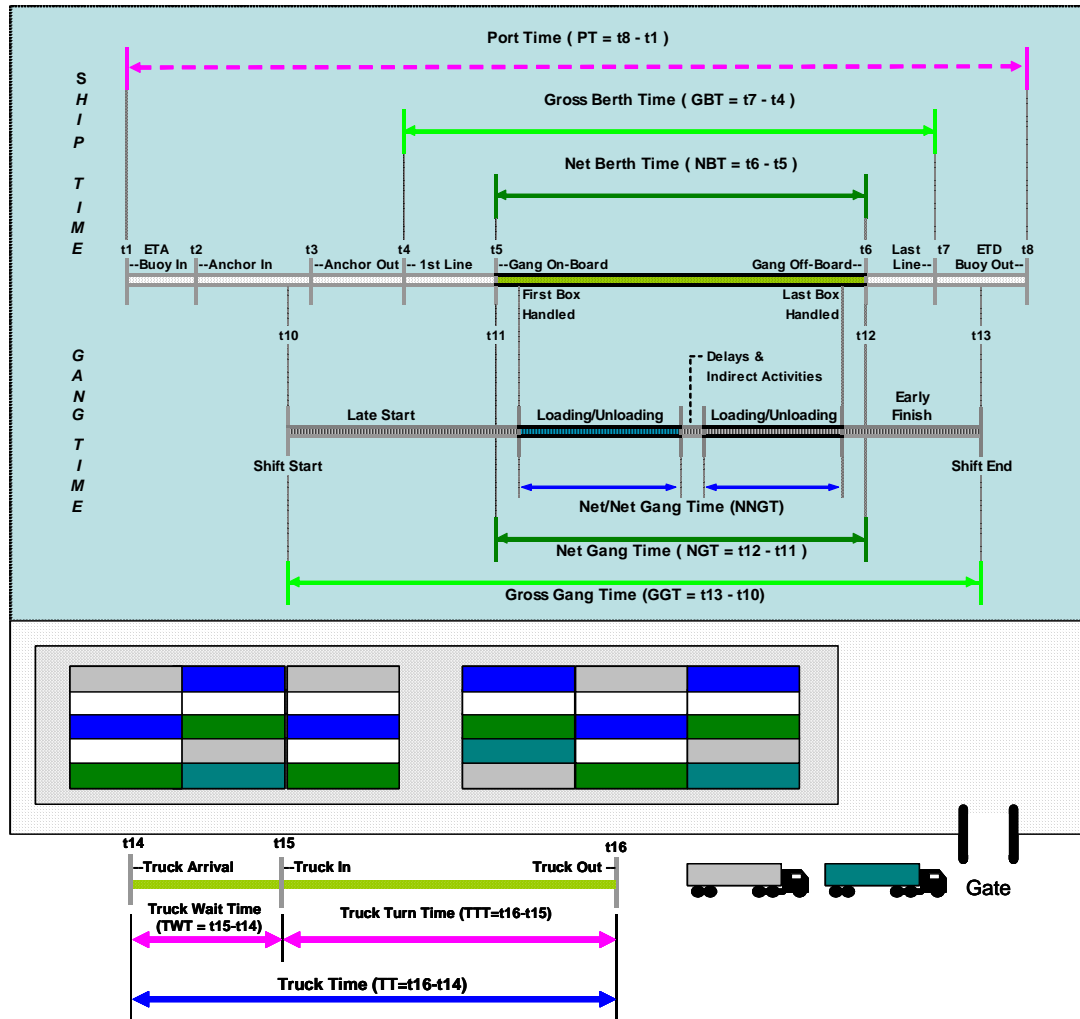 Port Time ( PT = t8 - t1 )
SHIP TIME
Gross Berth Time ( GBT = t7 - t4 )
Net Berth Time ( NBT = t6 - t5 )
t1 ETA t2 t3 t4 t5 t6 Last t7 ETD t8
--Buoy In --Anchor In --Anchor Out -- 1st Line --Gang On-Board Gang Off-Board-- Line-- Buoy Out--
First Box
Handled
Last Box
Handled
t10 t11 t12 t13
GANG TIME
Delays &
Indirect Activities
Late Start Loading/Unloading Loading/Unloading Early
Finish
Shift Start Shift End
Net/Net Gang Time (NNGT)
Net Gang Time ( NGT = t12 - t11 )
Gross Gang Time (GGT = t13 - t10)
t14 t15 t16
--Truck Arrival --Truck In Truck Out --
Truck Wait Time
(TWT = t15-t14)
Truck Turn Time (TTT=t16-t15)
Truck Time (TT=t16-t14)
Gate